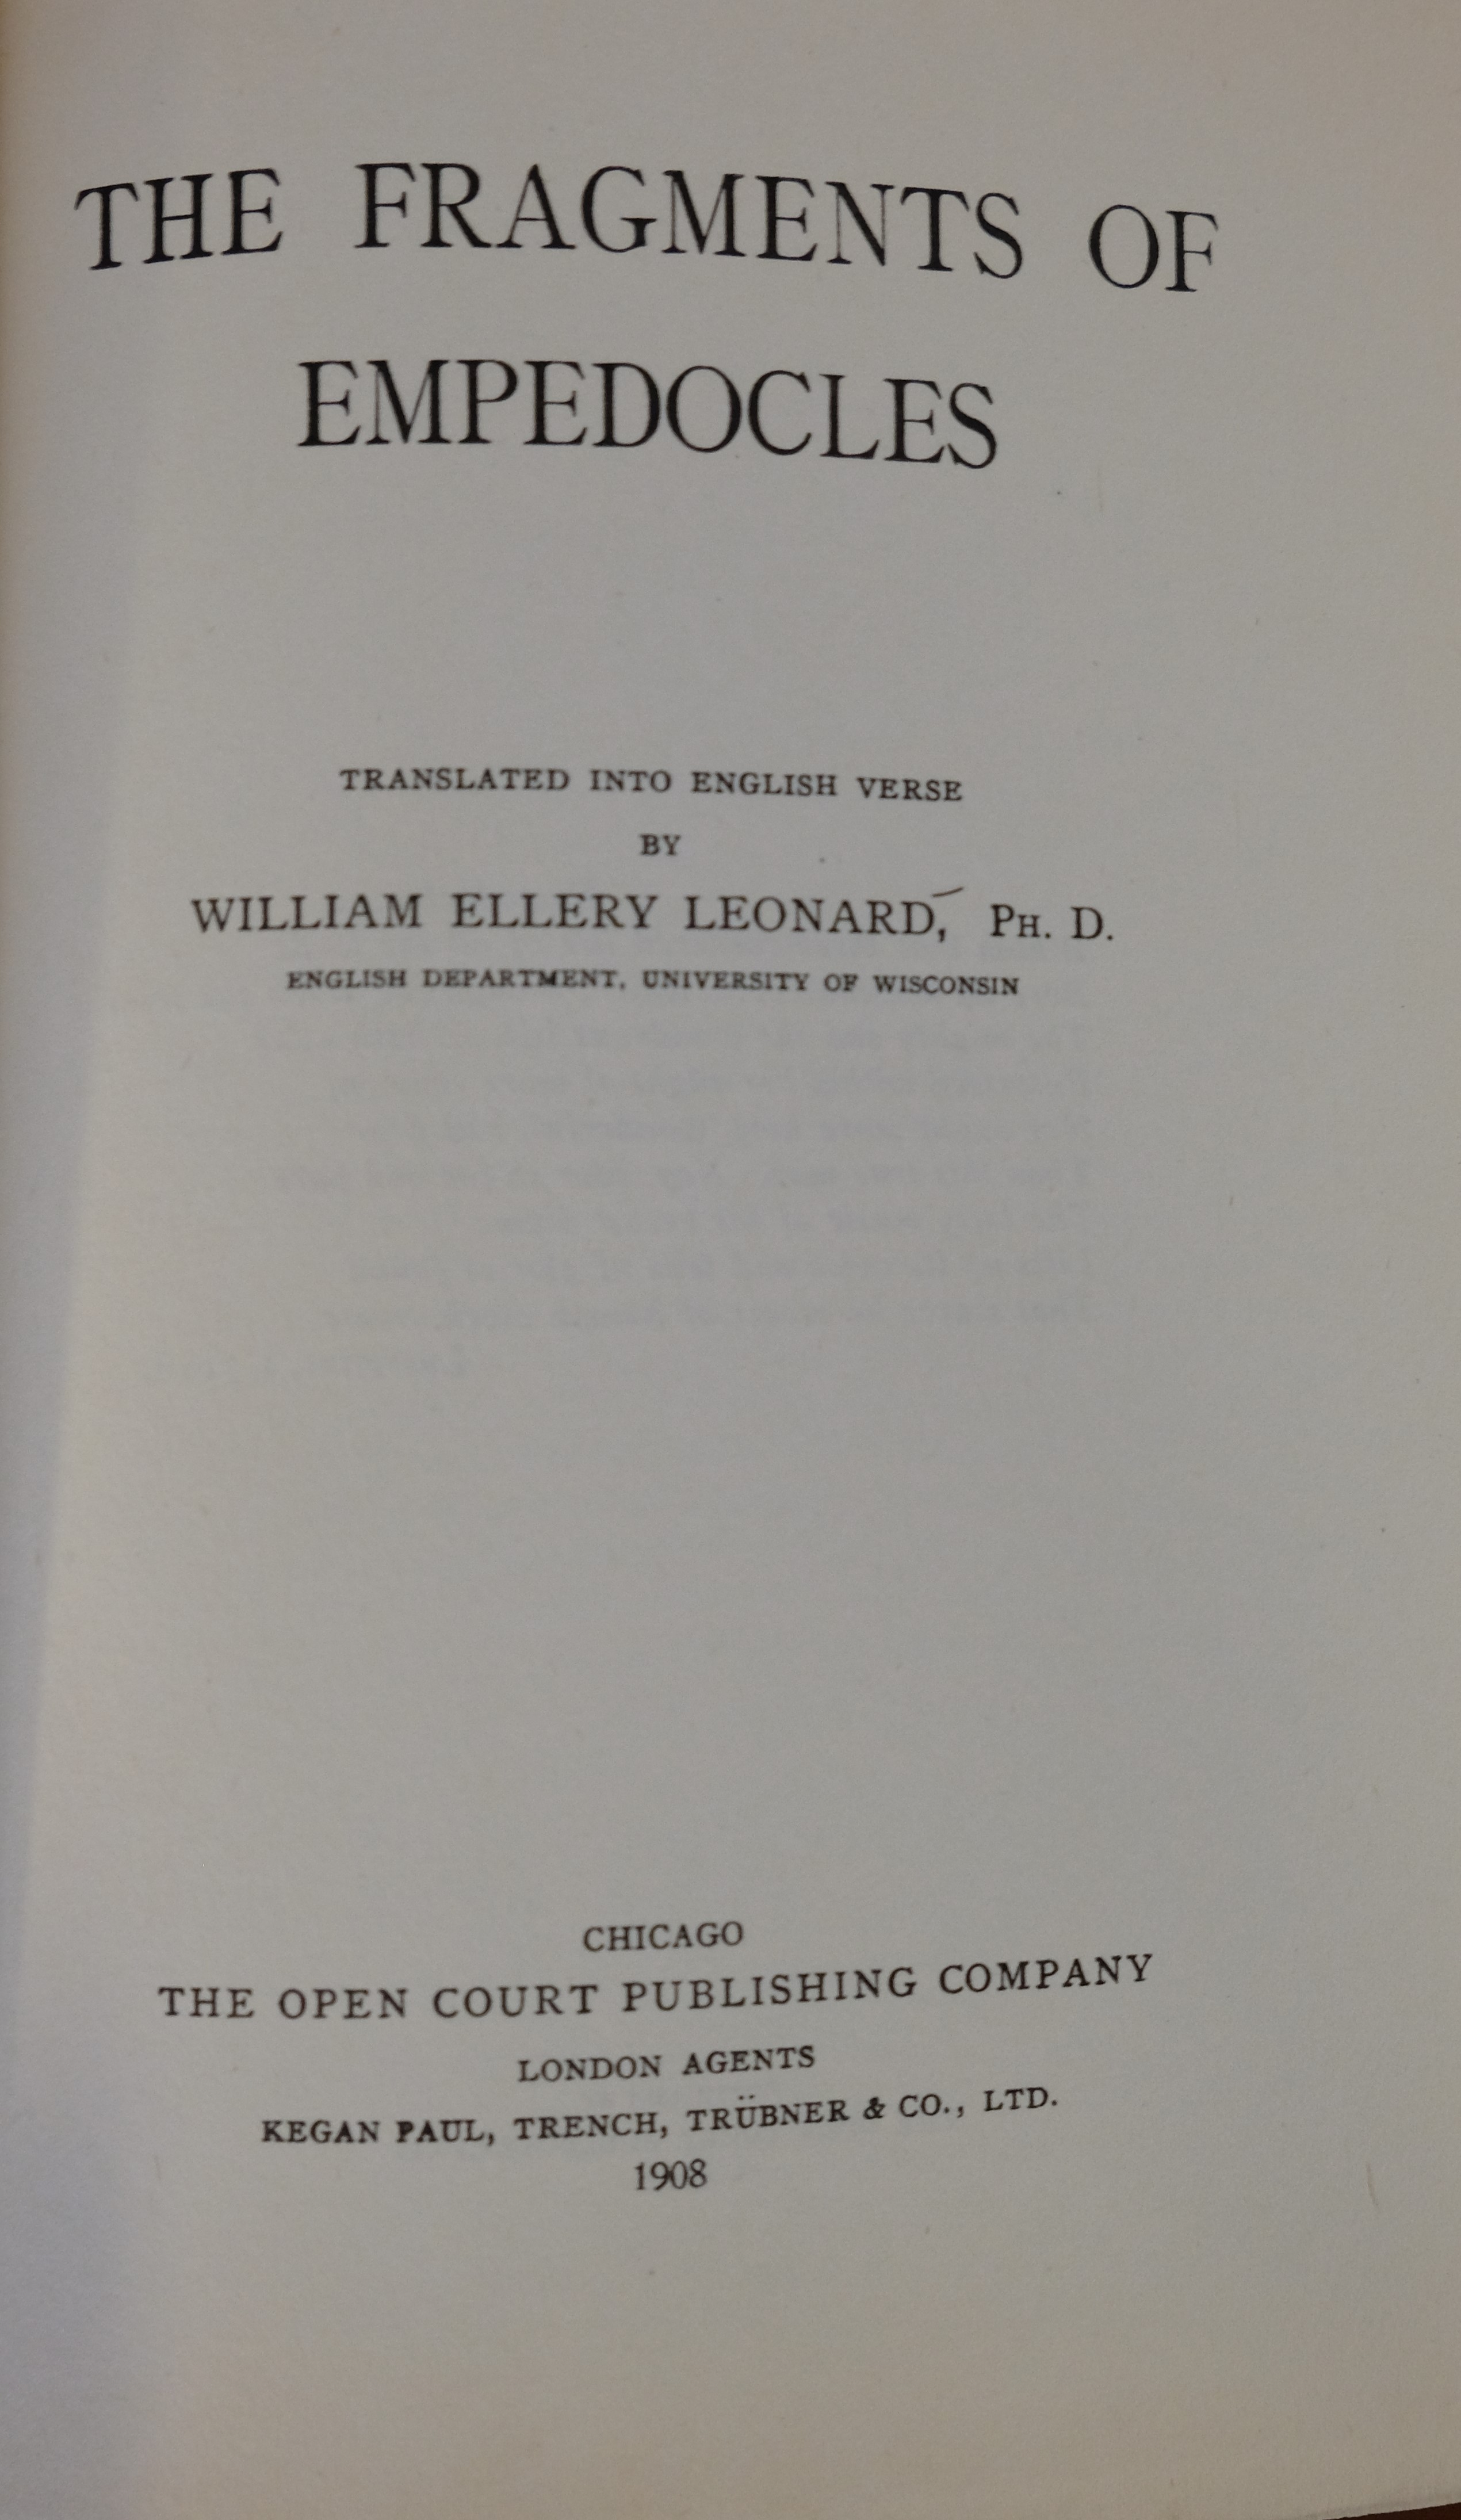 THE FRAGMENTS OF
EMPEDOCLES
TRANSLATED INTO ENGLISH VERSE
BY
WILLIAM ELLERY LEONARD, PH. D.
ENGLISH DEPARTMENT, UNIVERSITY OF WISCONSIN
CHICAGO
THE OPEN COURT PUBLISHING COMPANY
LONDON AGENTS
KEGAN PAUL, TRENCH, TRÜBNER & CO., LTD.
1908